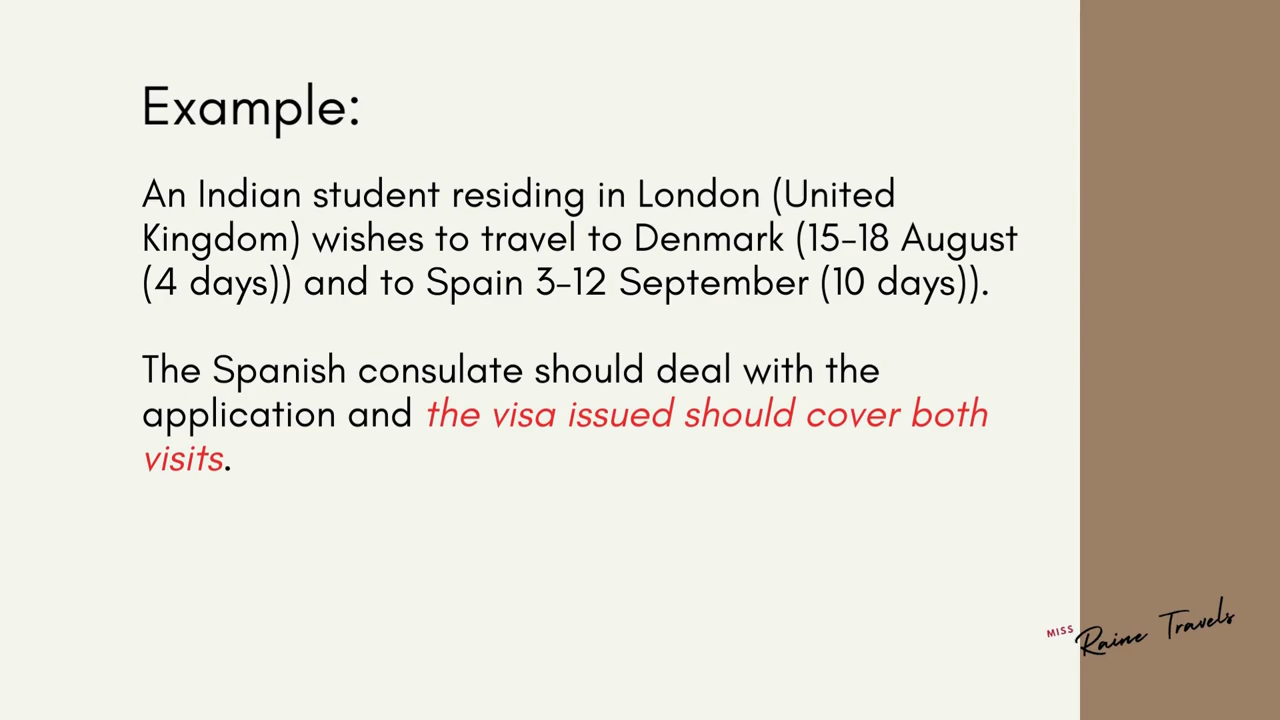 Example:
An Indian student residing in London (United
Kingdom) wishes to travel to Denmark (15-18 August
(4 days)) and to Spain 3-12 September (10 days)).
The Spanish consulate should deal with the
application and the visa issued should cover both
visits.
MISS Raine Travels